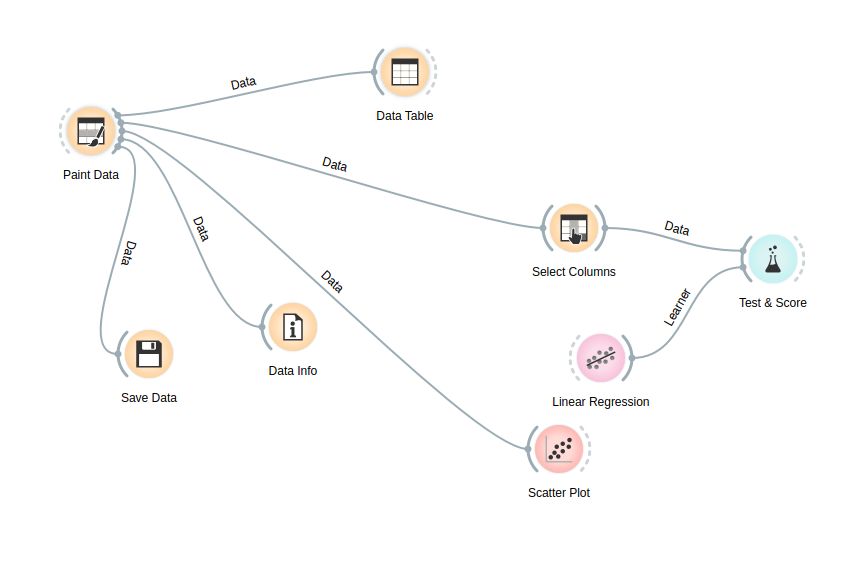 Data
Data Table
Paint Data
Data
Data
Data
Data
Data
Select Columns
Data
Test & Score
Learner
Data Info
Save Data
Linear Regression
Scatter Plot